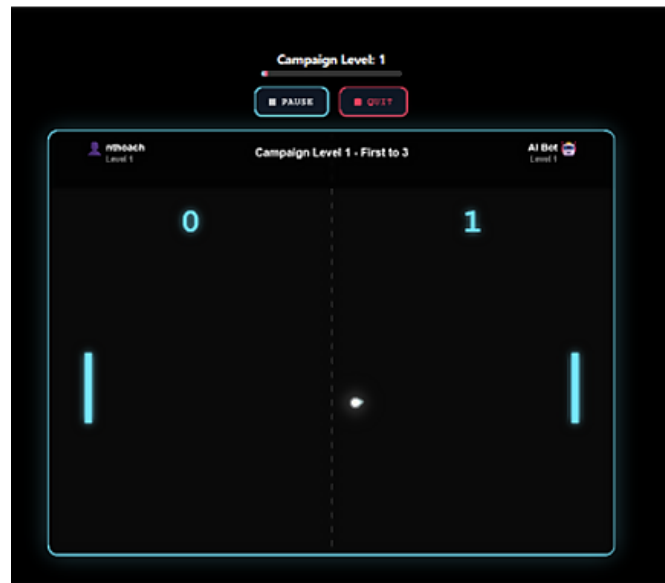 Campaign Level: 1
PAUSE
QUIT
nthoach
Level 1
Campaign Level 1 - First to 3
AI Bot
Level 1
0
1